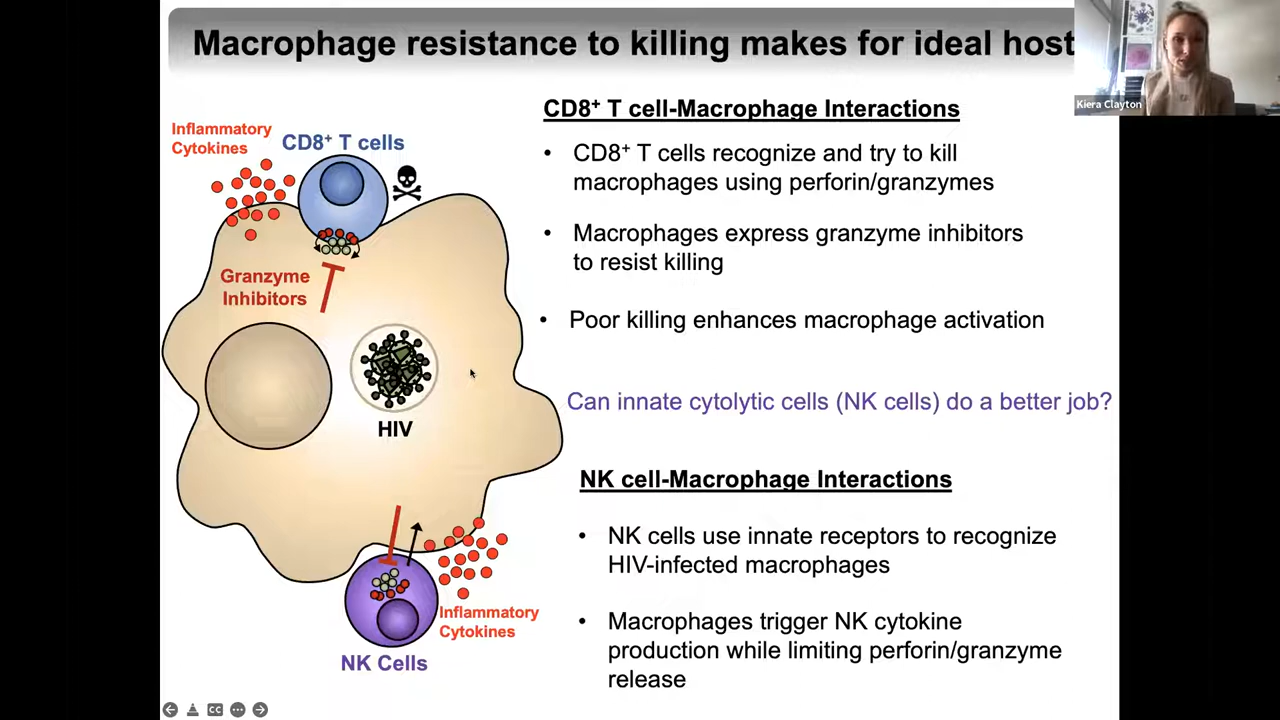 Macrophage resistance to killing makes for ideal host
Kiera Clayton
CD8⁺ T cell-Macrophage Interactions
Inflammatory
Cytokines
CD8⁺ T cells
• CD8⁺ T cells recognize and try to kill
macrophages using perforin/granzymes
• Macrophages express granzyme inhibitors
to resist killing
Granzyme
Inhibitors
• Poor killing enhances macrophage activation
Can innate cytolytic cells (NK cells) do a better job?
HIV
NK cell-Macrophage Interactions
• NK cells use innate receptors to recognize
HIV-infected macrophages
• Macrophages trigger NK cytokine
production while limiting perforin/granzyme
release
Inflammatory
Cytokines
NK Cells
CC